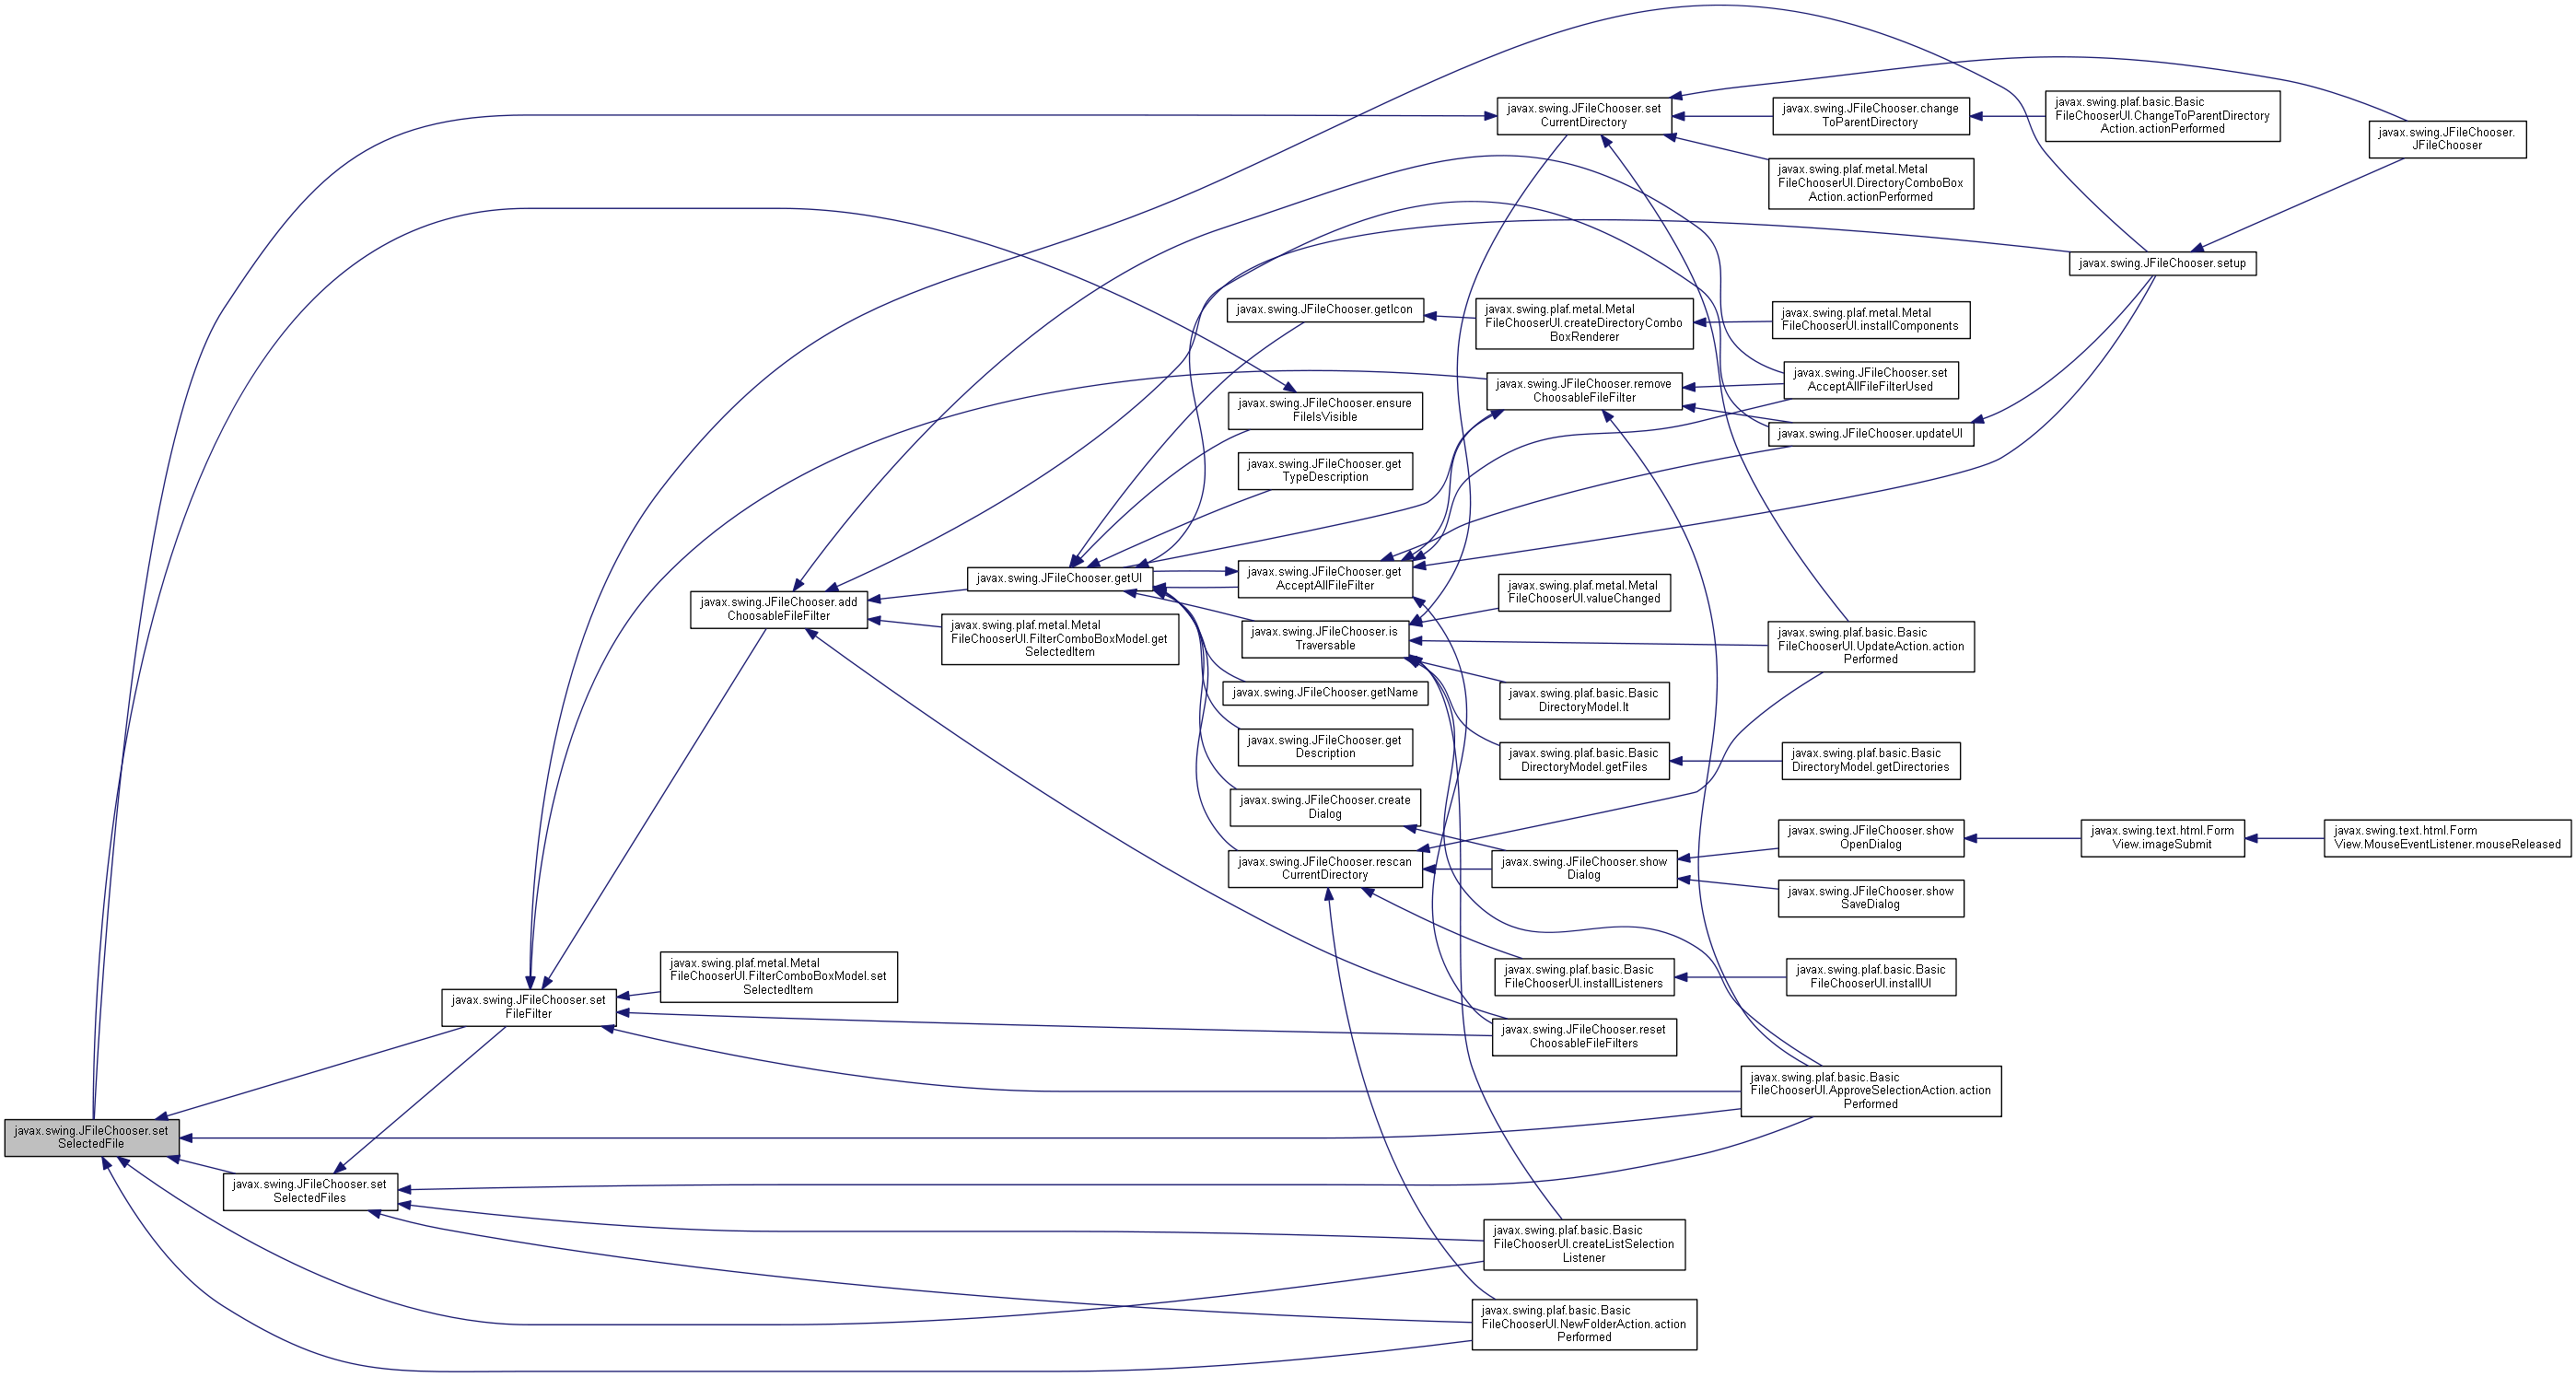 javax.swing.JFileChooser.set
CurrentDirectory
javax.swing.JFileChooser.change
ToParentDirectory
javax.swing.plaf.basic.Basic
FileChooserUI.ChangeToParentDirectory
Action.actionPerformed
javax.swing.JFileChooser.
JFileChooser
javax.swing.plaf.metal.Metal
FileChooserUI.DirectoryComboBox
Action.actionPerformed
javax.swing.JFileChooser.setup
javax.swing.JFileChooser.getIcon
javax.swing.plaf.metal.Metal
FileChooserUI.createDirectoryCombo
BoxRenderer
javax.swing.plaf.metal.Metal
FileChooserUI.installComponents
javax.swing.JFileChooser.ensure
FileIsVisible
javax.swing.JFileChooser.remove
ChoosableFileFilter
javax.swing.JFileChooser.set
AcceptAllFileFilterUsed
javax.swing.JFileChooser.updateUI
javax.swing.JFileChooser.get
TypeDescription
javax.swing.JFileChooser.getUI
javax.swing.JFileChooser.get
AcceptAllFileFilter
javax.swing.JFileChooser.add
ChoosableFileFilter
javax.swing.plaf.metal.Metal
FileChooserUI.FilterComboBoxModel.get
SelectedItem
javax.swing.JFileChooser.is
Traversable
javax.swing.plaf.metal.Metal
FileChooserUI.valueChanged
javax.swing.plaf.basic.Basic
FileChooserUI.UpdateAction.action
Performed
javax.swing.JFileChooser.getName
javax.swing.plaf.basic.Basic
DirectoryModel.lt
javax.swing.JFileChooser.get
Description
javax.swing.plaf.basic.Basic
DirectoryModel.getFiles
javax.swing.plaf.basic.Basic
DirectoryModel.getDirectories
javax.swing.JFileChooser.create
Dialog
javax.swing.JFileChooser.rescan
CurrentDirectory
javax.swing.JFileChooser.show
Dialog
javax.swing.JFileChooser.show
OpenDialog
javax.swing.text.html.Form
View.imageSubmit
javax.swing.text.html.Form
View.MouseEventListener.mouseReleased
javax.swing.JFileChooser.show
SaveDialog
javax.swing.plaf.metal.Metal
FileChooserUI.FilterComboBoxModel.set
SelectedItem
javax.swing.plaf.basic.Basic
FileChooserUI.installListeners
javax.swing.plaf.basic.Basic
FileChooserUI.installUI
javax.swing.JFileChooser.set
FileFilter
javax.swing.JFileChooser.reset
ChoosableFileFilters
javax.swing.plaf.basic.Basic
FileChooserUI.ApproveSelectionAction.action
Performed
javax.swing.JFileChooser.set
SelectedFile
javax.swing.JFileChooser.set
SelectedFiles
javax.swing.plaf.basic.Basic
FileChooserUI.createListSelection
Listener
javax.swing.plaf.basic.Basic
FileChooserUI.NewFolderAction.action
Performed